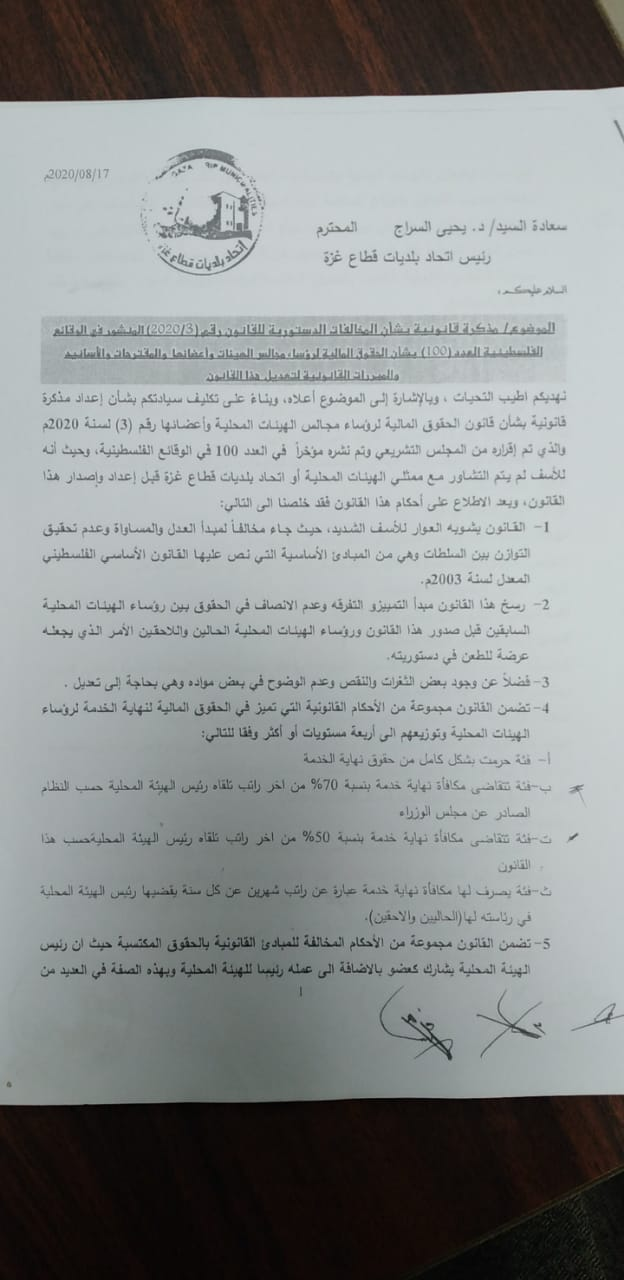 2020/08/17م
GAZA STRIP MUNICIPALITIES
اتحاد بلديات قطاع غزة
سعادة السيد/ د. يحيى السراج المحترم
رئيس اتحاد بلديات قطاع غزة
السلام عليكم ،
الموضوع/ مذكرة قانونية بشأن المخالفات الدستورية للقانون رقم (2020/3) المنشور في الوقائع
الفلسطينية العدد (100) بشأن الحقوق المالية لرؤساء مجالس الهيئات وأعضائها والمقترحات والأسانيد
والمبررات القانونية لتعديل هذا القانون
نهديكم اطيب التحيات ، وبالإشارة إلى الموضوع أعلاه، وبناءً على تكليف سيادتكم بشأن إعداد مذكرة
قانونية بشأن قانون الحقوق المالية لرؤساء مجالس الهيئات المحلية وأعضائها رقم (3) لسنة 2020م
والذي تم إقراره من المجلس التشريعي وتم نشره مؤخراً في العدد 100 في الوقائع الفلسطينية، وحيث أنه
للأسف لم يتم التشاور مع ممثلي الهيئات المحلية أو اتحاد بلديات قطاع غزة قبل إعداد وإصدار هذا
القانون، وبعد الاطلاع على أحكام هذا القانون فقد خلصنا الى التالي:
1- القانون يشوبه العوار للأسف الشديد، حيث جاء مخالفاً لمبدأ العدل والمساواة وعدم تحقيق
التوازن بين السلطات وهي من المبادئ الأساسية التي نص عليها القانون الأساسي الفلسطيني
المعدل لسنة 2003م.
2- رسخ هذا القانون مبدأ التمييزو التفرقه وعدم الانصاف في الحقوق بين رؤساء الهيئات المحلية
السابقين قبل صدور هذا القانون ورؤساء الهيئات المحلية الحالين واللاحقين الأمر الذي يجعله
عرضة للطعن في دستوريته.
3- فضلاً عن وجود بعض الثغرات والنقص وعدم الوضوح في بعض مواده وهي بحاجة إلى تعديل .
4- تضمن القانون مجموعة من الأحكام القانونية التي تميز في الحقوق المالية لنهاية الخدمة لرؤساء
الهيئات المحلية وتوزيعهم الى أربعة مستويات أو أكثر وفقا للتالي:
أ- فئة حرمت بشكل كامل من حقوق نهاية الخدمة
ب- فئة تتقاضى مكافأة نهاية خدمة بنسبة 70% من اخر راتب تلقاه رئيس الهيئة المحلية حسب النظام
الصادر عن مجلس الوزراء
ت- فئة تتقاضى مكافأة نهاية خدمة بنسبة 50% من اخر راتب تلقاه رئيس الهيئة المحليةحسب هذا
القانون
ث- فئة يصرف لها مكافأة نهاية خدمة عبارة عن راتب شهرين عن كل سنة يقضيها رئيس الهيئة المحلية
في رئاسته لها(الحاليين والاحقين).
5- تضمن القانون مجموعة من الأحكام المخالفة للمبادئ القانونية بالحقوق المكتسبة حيث ان رئيس
الهيئة المحلية يشارك كعضو بالاضافة الى عمله رئيسا للهيئة المحلية وبهذه الصفة في العديد من
1